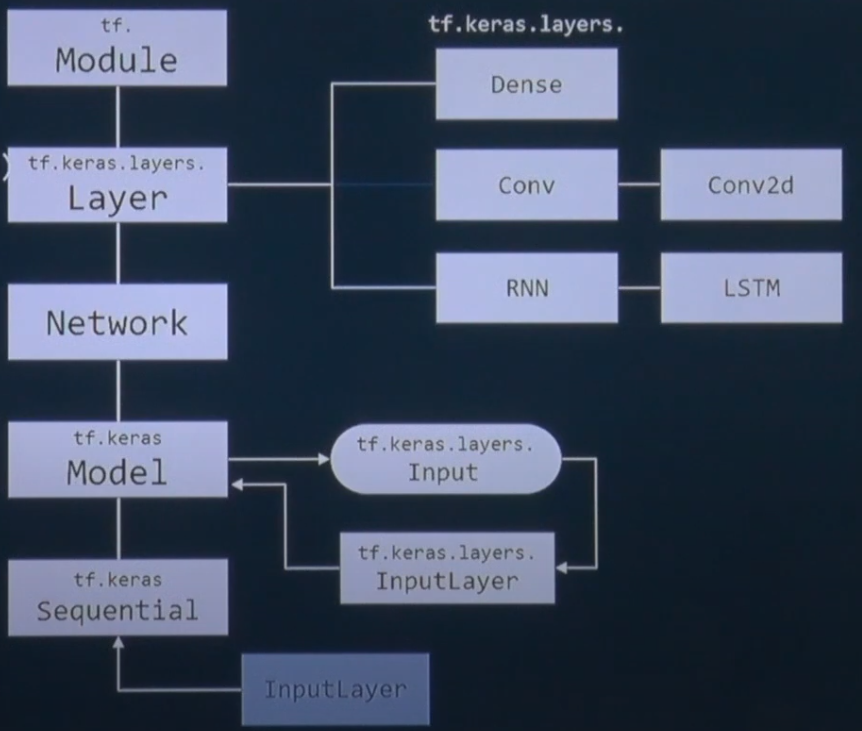 tf.
Module
tf.keras.layers.
Dense
tf.keras.layers.
Layer
Conv
Conv2d
RNN
LSTM
Network
tf.keras
Model
tf.keras.layers.
Input
tf.keras.layers.
InputLayer
tf.keras
Sequential
InputLayer